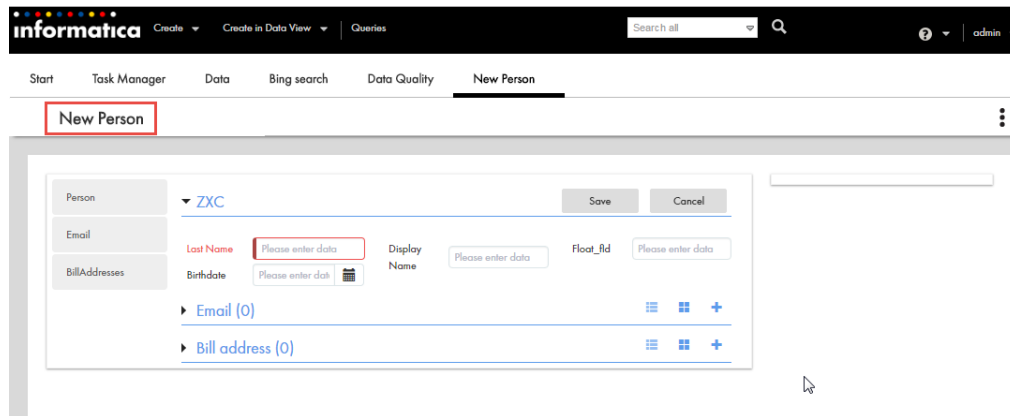 informatica Create Create in Data View Queries Search all ? admin
Start Task Manager Data Bing search Data Quality New Person
New Person
Person
Email
BillAddresses
ZXC Save Cancel
Last Name Please enter data Display Name Please enter data Float_fld Please enter data
Birthdate Please enter dat
Email (0)
Bill address (0)